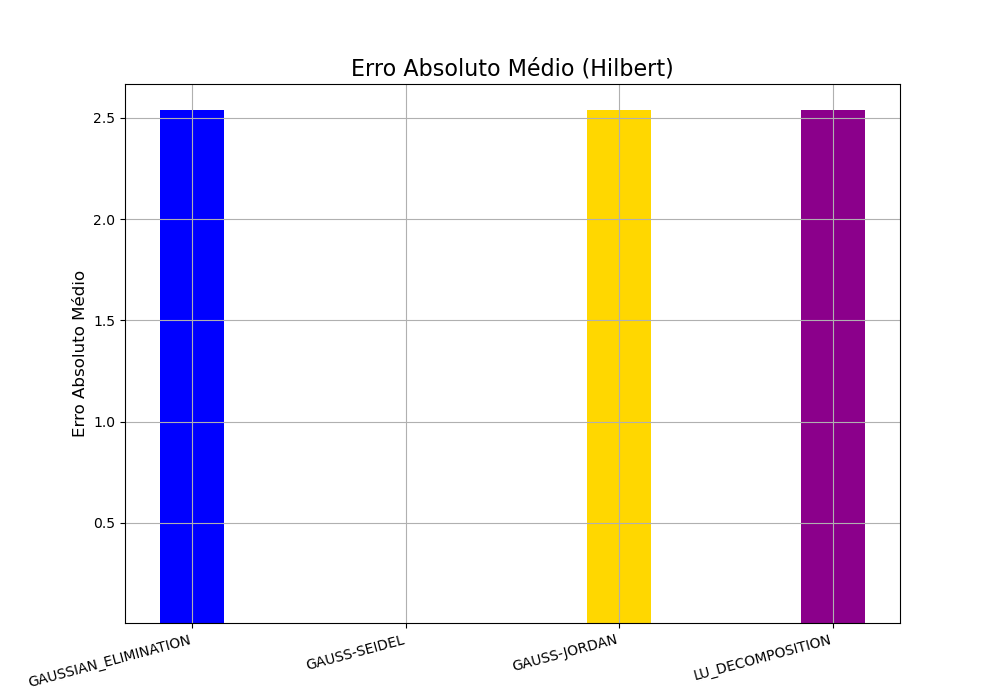 Erro Absoluto Médio (Hilbert)
Erro Absoluto Médio
2.5
2.0
1.5
1.0
0.5
GAUSSIAN_ELIMINATION
GAUSS-SEIDEL
GAUSS-JORDAN
LU_DECOMPOSITION